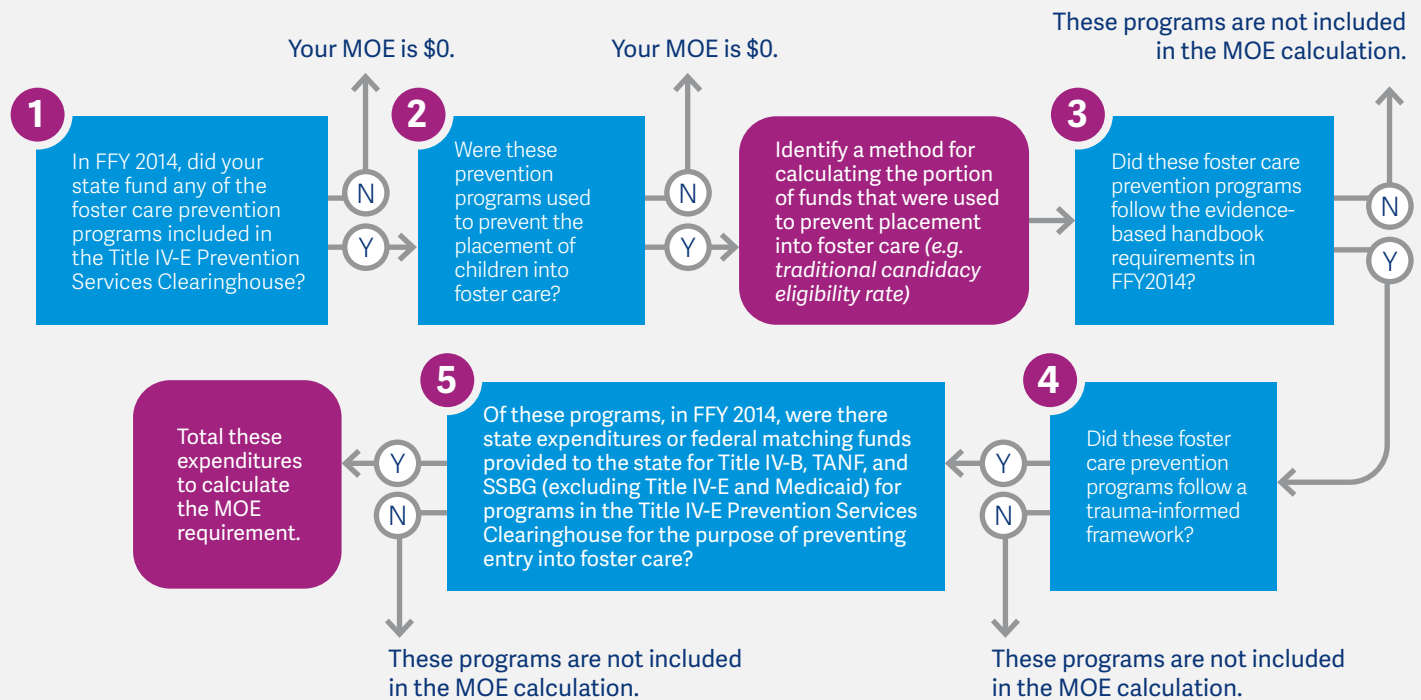 Your MOE is $0.
Your MOE is $0.
These programs are not included
in the MOE calculation.
1
In FFY 2014, did your
state fund any of the
foster care prevention
programs included in
the Title IV-E Prevention
Services Clearinghouse?
N
Y
2
Were these
prevention
programs used
to prevent the
placement of
children into
foster care?
N
Y
Identify a method for
calculating the portion
of funds that were used
to prevent placement
into foster care (e.g.
traditional candidacy
eligibility rate)
3
Did these foster care
prevention programs
follow the evidence-
based handbook
requirements in
FFY2014?
N
Y
4
Did these foster
care prevention
programs follow a
trauma-informed
framework?
Y
N
5
Of these programs, in FFY 2014, were there
state expenditures or federal matching funds
provided to the state for Title IV-B, TANF, and
SSBG (excluding Title IV-E and Medicaid) for
programs in the Title IV-E Prevention Services
Clearinghouse for the purpose of preventing
entry into foster care?
Y
N
Total these
expenditures
to calculate
the MOE
requirement.
These programs are not included
in the MOE calculation.
These programs are not included
in the MOE calculation.